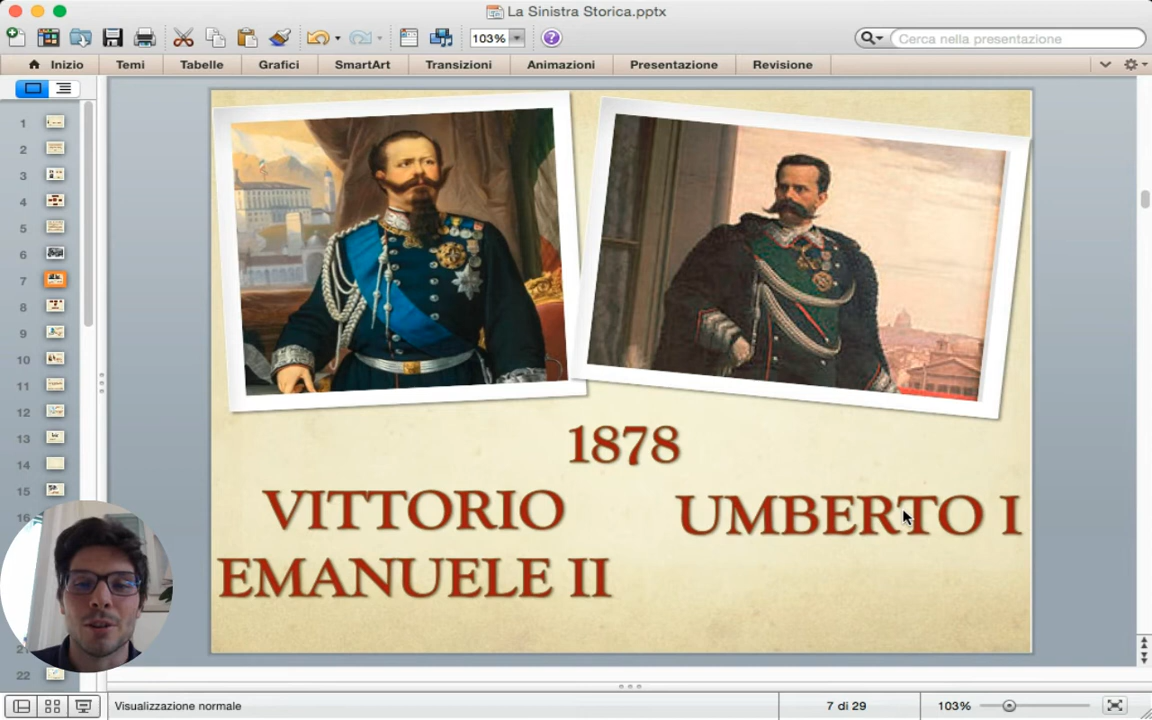 La Sinistra Storica.pptx
103%
Cerca nella presentazione
Inizio
Temi
Tabelle
Grafici
SmartArt
Transizioni
Animazioni
Presentazione
Revisione
1
2
3
4
5
6
7
8
9
10
11
12
13
14
15
16
22
1878
VITTORIO
EMANUELE II
UMBERTO I
Visualizzazione normale
7 di 29
103%